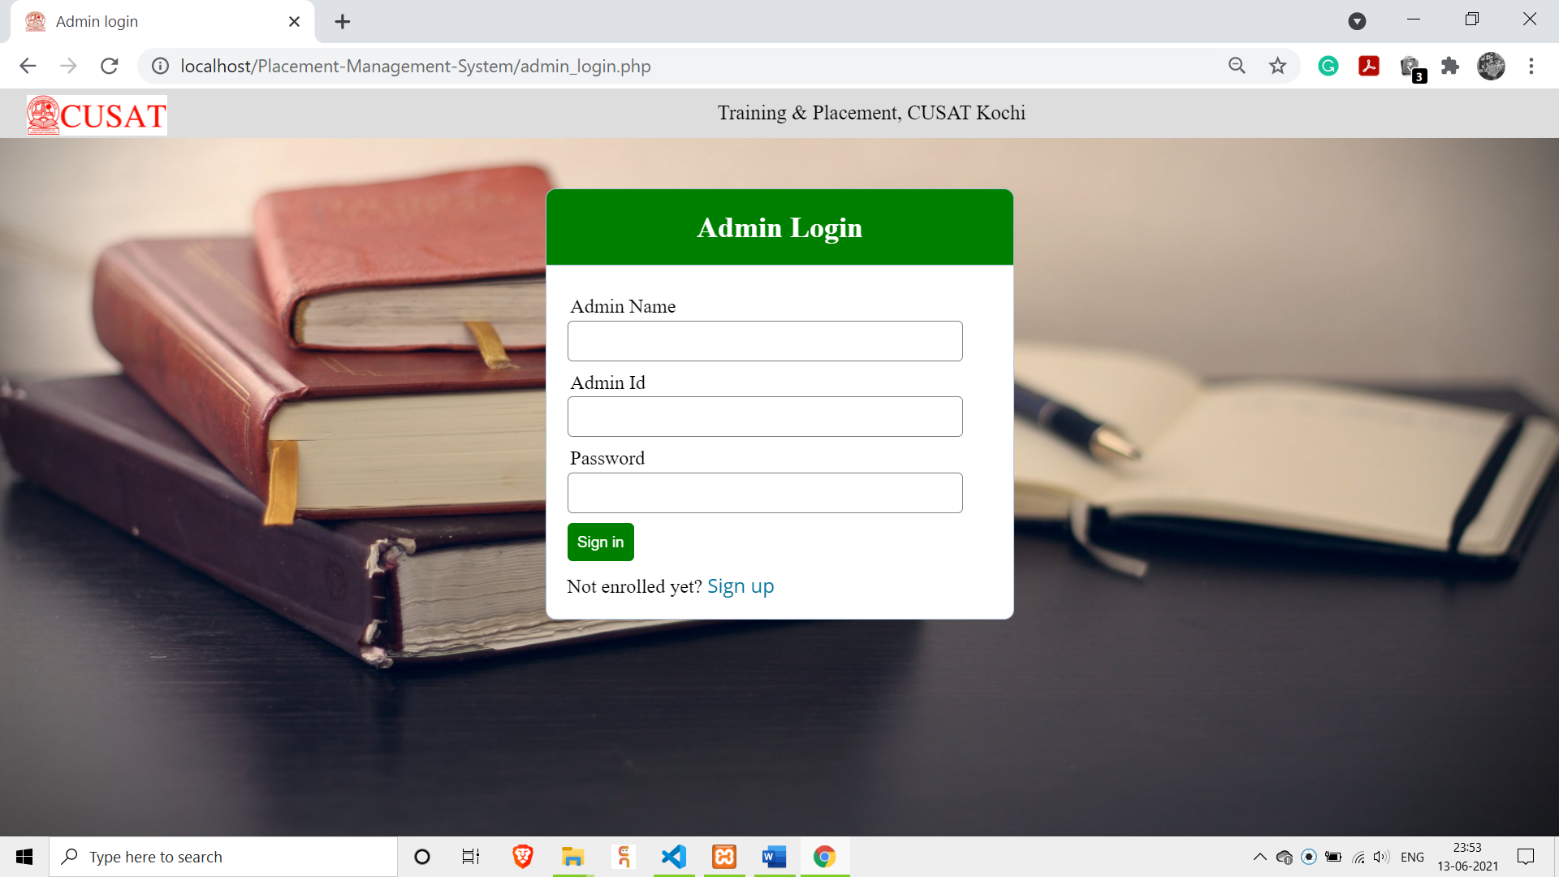 Admin login
localhost/Placement-Management-System/admin_login.php
3
CUSAT
Training & Placement, CUSAT Kochi
Admin Login
Admin Name
Admin Id
Password
Sign in
Not enrolled yet? Sign up
Type here to search
ENG
23:53
13-06-2021